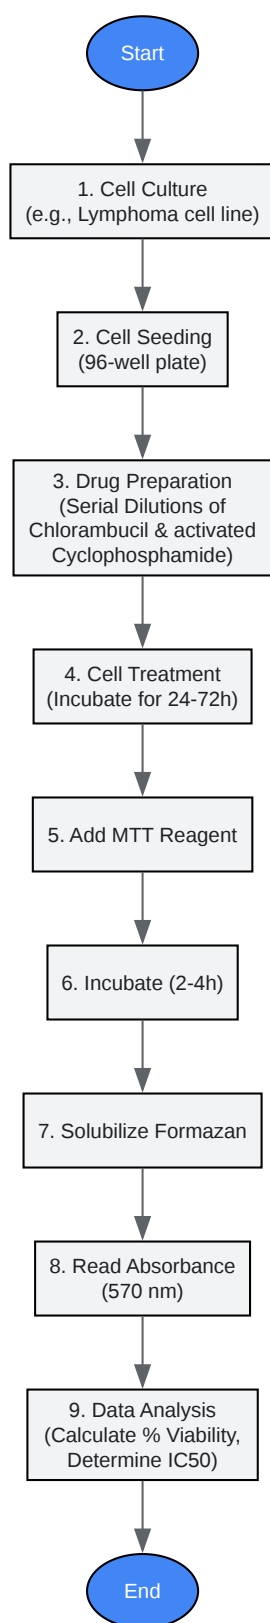 Start
1. Cell Culture
(e.g., Lymphoma cell line)
2. Cell Seeding
(96-well plate)
3. Drug Preparation
(Serial Dilutions of
Chlorambucil & activated
Cyclophosphamide)
4. Cell Treatment
(Incubate for 24-72h)
5. Add MTT Reagent
6. Incubate (2-4h)
7. Solubilize Formazan
8. Read Absorbance
(570 nm)
9. Data Analysis
(Calculate % Viability,
Determine IC50)
End